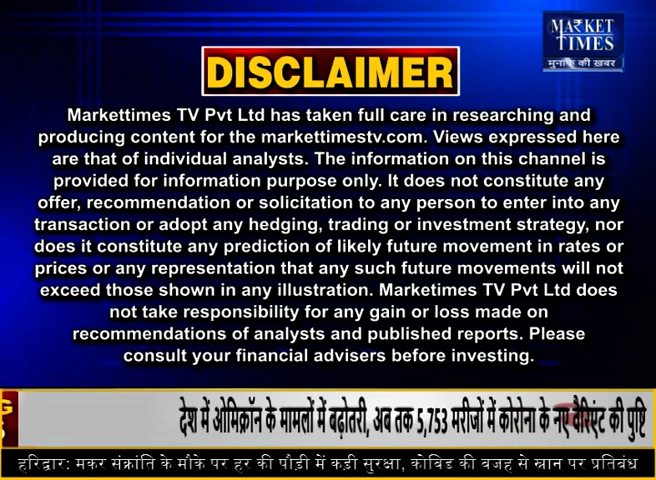 MARKET
TIMES
मुनाफे की ख़बर
DISCLAIMER
Markettimes TV Pvt Ltd has taken full care in researching and
producing content for the markettimestv.com. Views expressed here
are that of individual analysts. The information on this channel is
provided for information purpose only. It does not constitute any
offer, recommendation or solicitation to any person to enter into any
transaction or adopt any hedging, trading or investment strategy, nor
does it constitute any prediction of likely future movement in rates or
prices or any representation that any such future movements will not
exceed those shown in any illustration. Marketimes TV Pvt Ltd does
not take responsibility for any gain or loss made on
recommendations of analysts and published reports. Please
consult your financial advisers before investing.
देश में ओमिक्रॉन के मामलों में बढ़ोतरी, अब तक 5,753 मरीजों में कोरोना के नए वैरिएंट की पुष्टि
हरिद्वार: मकर संक्रांति के मौके पर हर की पौड़ी में कड़ी सुरक्षा, कोविड की वजह से स्नान पर प्रतिबंध